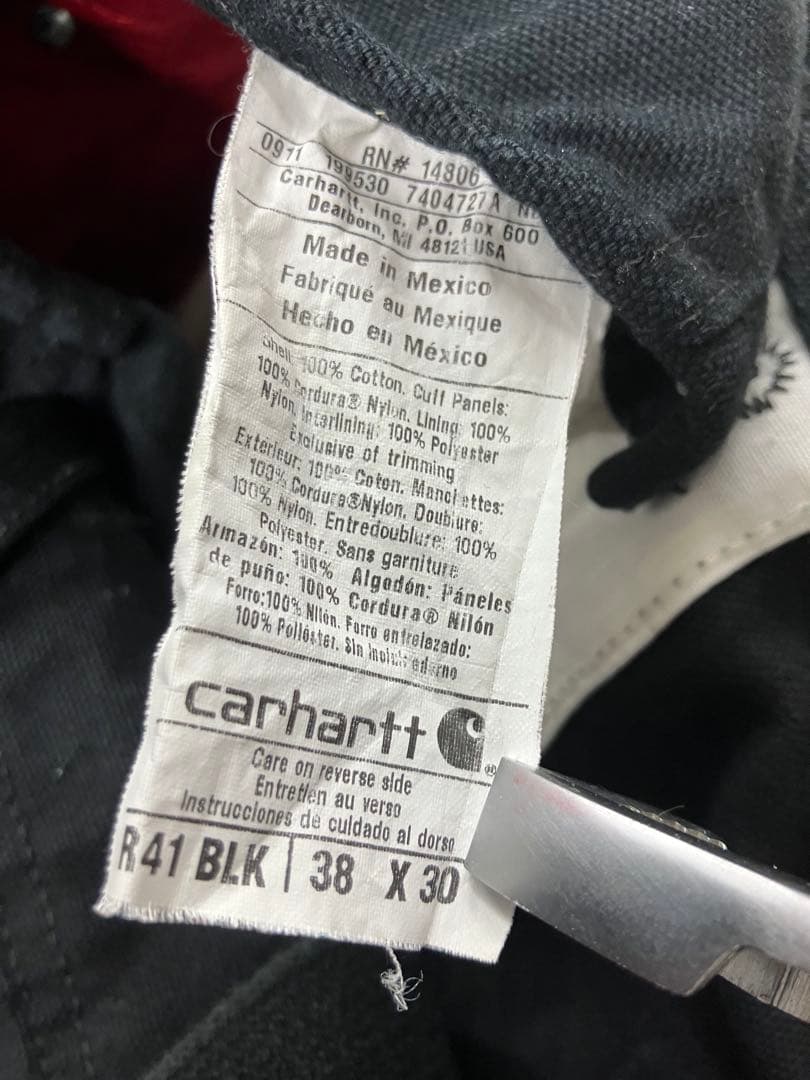 RN# 14806
0911 199530 7404727A
Carhartt, Inc. P.O. Box 600
Dearborn, MI 48121 USA
Made in Mexico
Fabriqué au Mexique
Hecho en México
Shell 100% Cotton. Cuff Panels:
100% Cordura® Nylon. Lining: 100%
Nylon. Interlining: 100% Polyester
Exclusive of trimming
Exterieur: 100% Coton. Manchettes:
100% Cordura®Nylon. Doublure:
100% Nylon. Entredoublure: 100%
Polyester. Sans garniture
Armazón: 100% Algodón: Páneles
de puño: 100% Cordura® Nilón
Forro:100% Nilón. Forro entrelazado:
100% Poliéster. Sin
carhartt ®
Care on reverse side
Entretien au verso
Instrucciones de cuidado al dorso
R41 BLK | 38 X 30